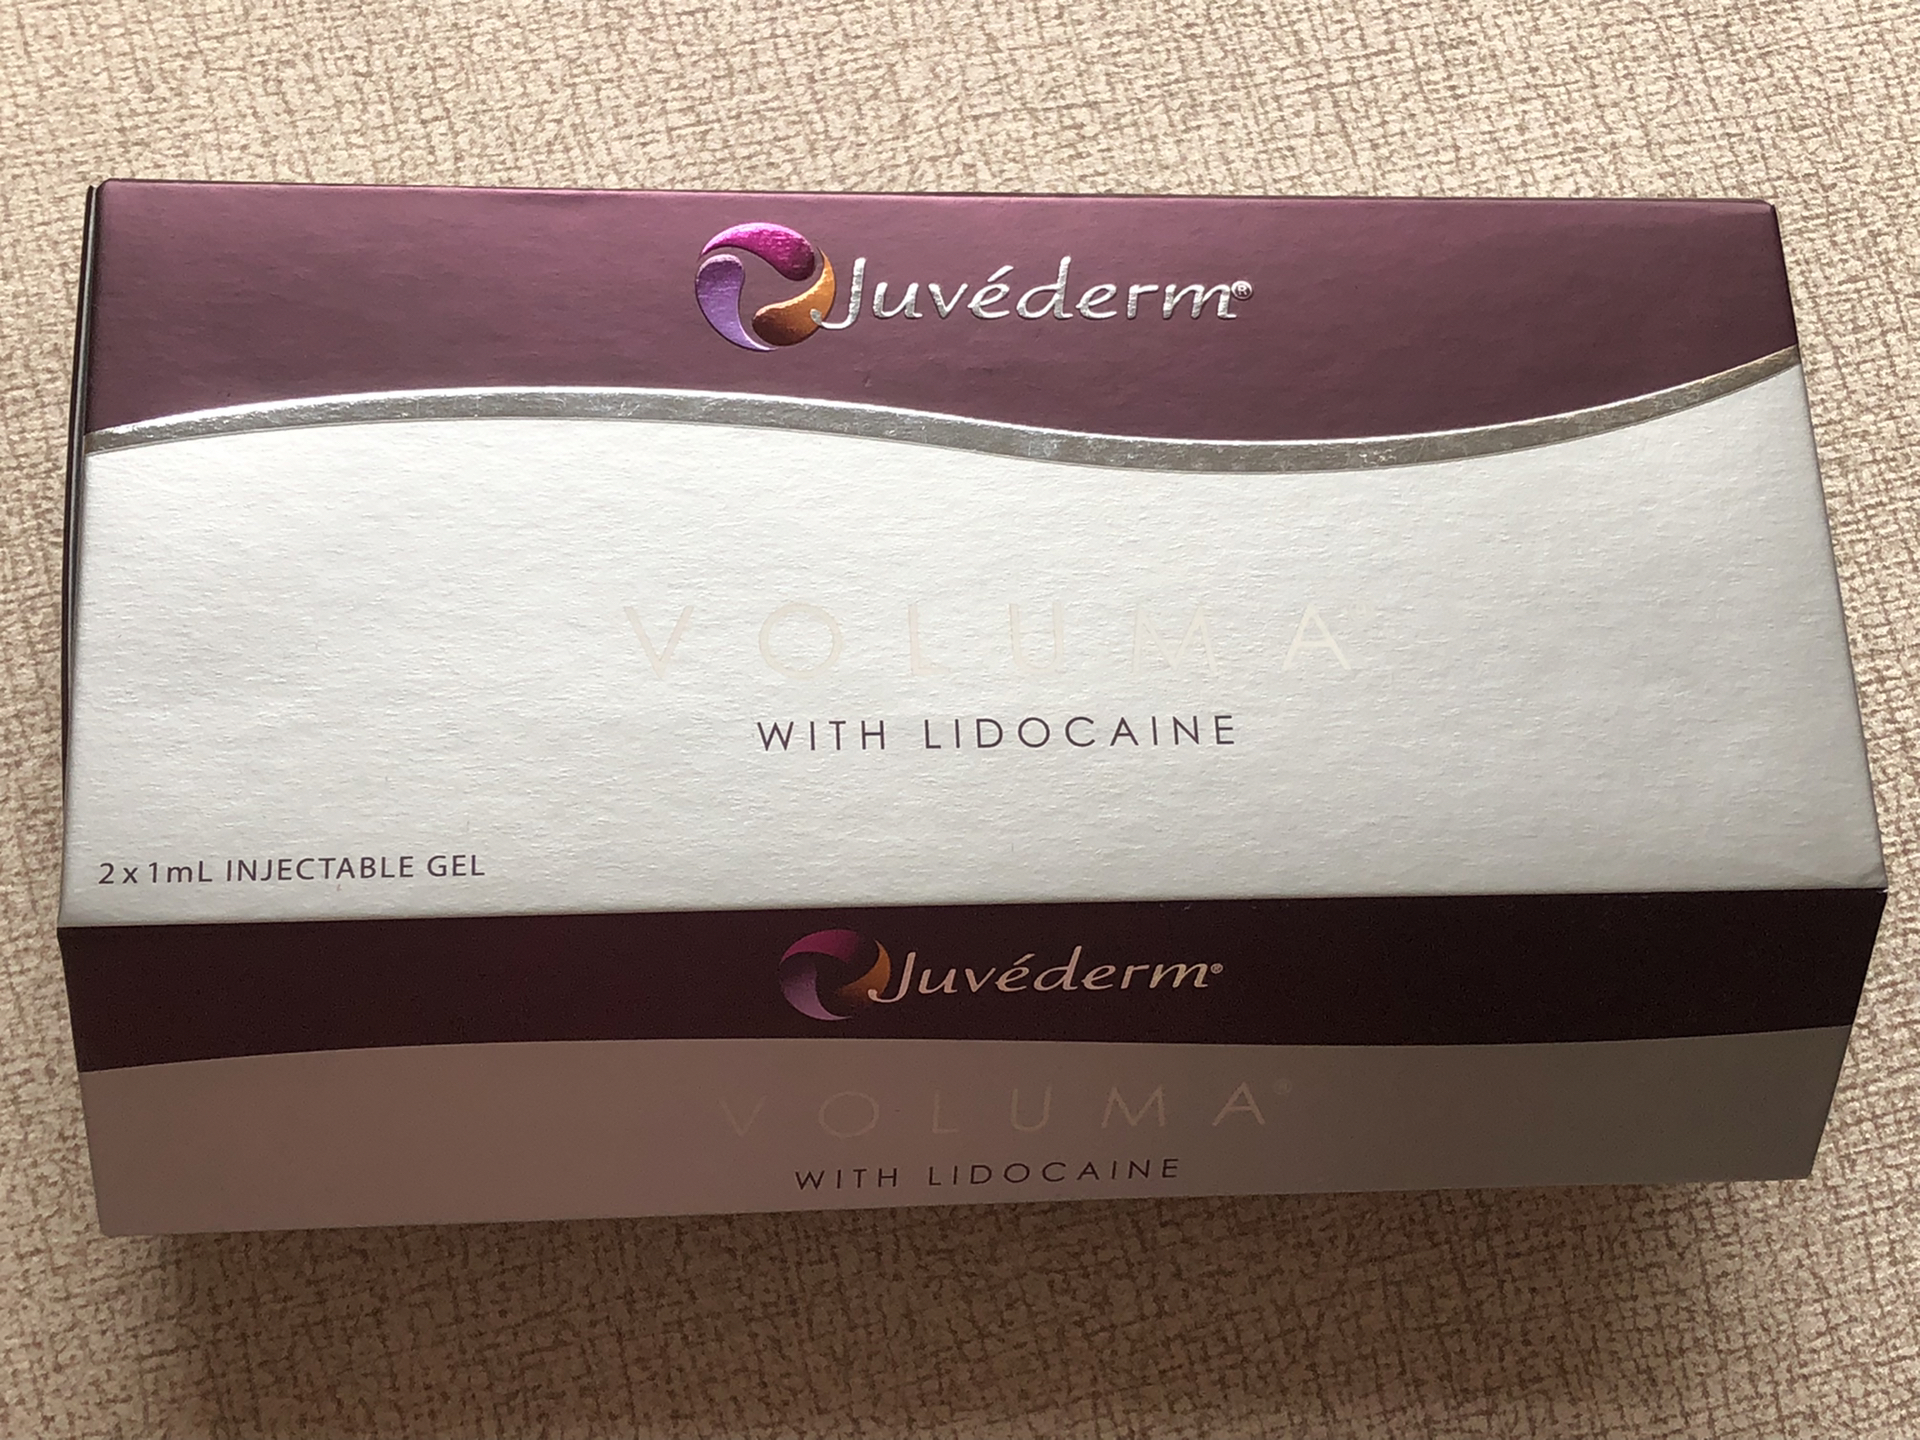 Juvéderm®
VOLUMA®
WITH LIDOCAINE
2 x 1mL INJECTABLE GEL
Juvéderm®
VOLUMA®
WITH LIDOCAINE